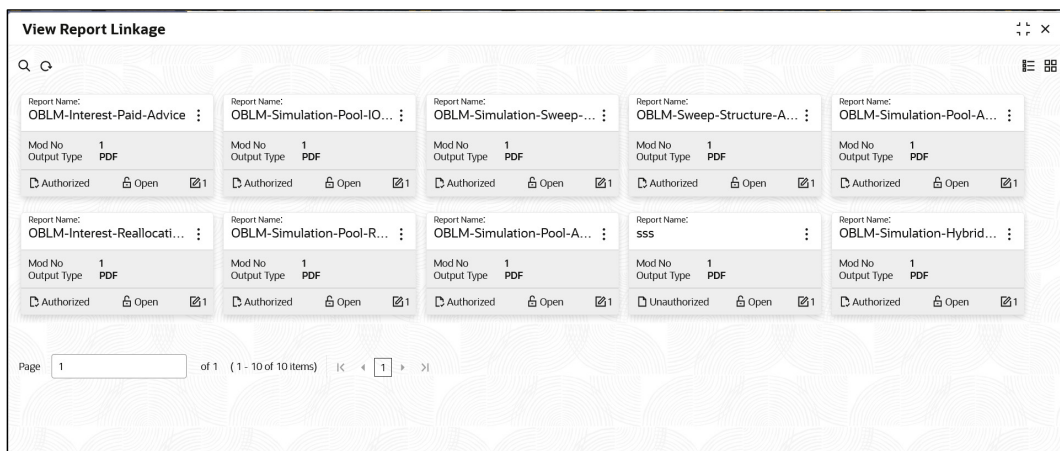 View Report Linkage
Report Name:
OBLM-Interest-Paid-Advice
Mod No 1
Output Type PDF
Authorized Open 1
Report Name:
OBLM-Simulation-Pool-IO...
Mod No 1
Output Type PDF
Authorized Open 1
Report Name:
OBLM-Simulation-Sweep-...
Mod No 1
Output Type PDF
Authorized Open 1
Report Name:
OBLM-Sweep-Structure-A...
Mod No 1
Output Type PDF
Authorized Open 1
Report Name:
OBLM-Simulation-Pool-A...
Mod No 1
Output Type PDF
Authorized Open 1
Report Name:
OBLM-Interest-Reallocati...
Mod No 1
Output Type PDF
Authorized Open 1
Report Name:
OBLM-Simulation-Pool-R...
Mod No 1
Output Type PDF
Authorized Open 1
Report Name:
OBLM-Simulation-Pool-A...
Mod No 1
Output Type PDF
Authorized Open 1
Report Name:
sss
Mod No 1
Output Type PDF
Unauthorized Open 1
Report Name:
OBLM-Simulation-Hybrid...
Mod No 1
Output Type PDF
Authorized Open 1
Page 1 of 1 (1 - 10 of 10 items) 1